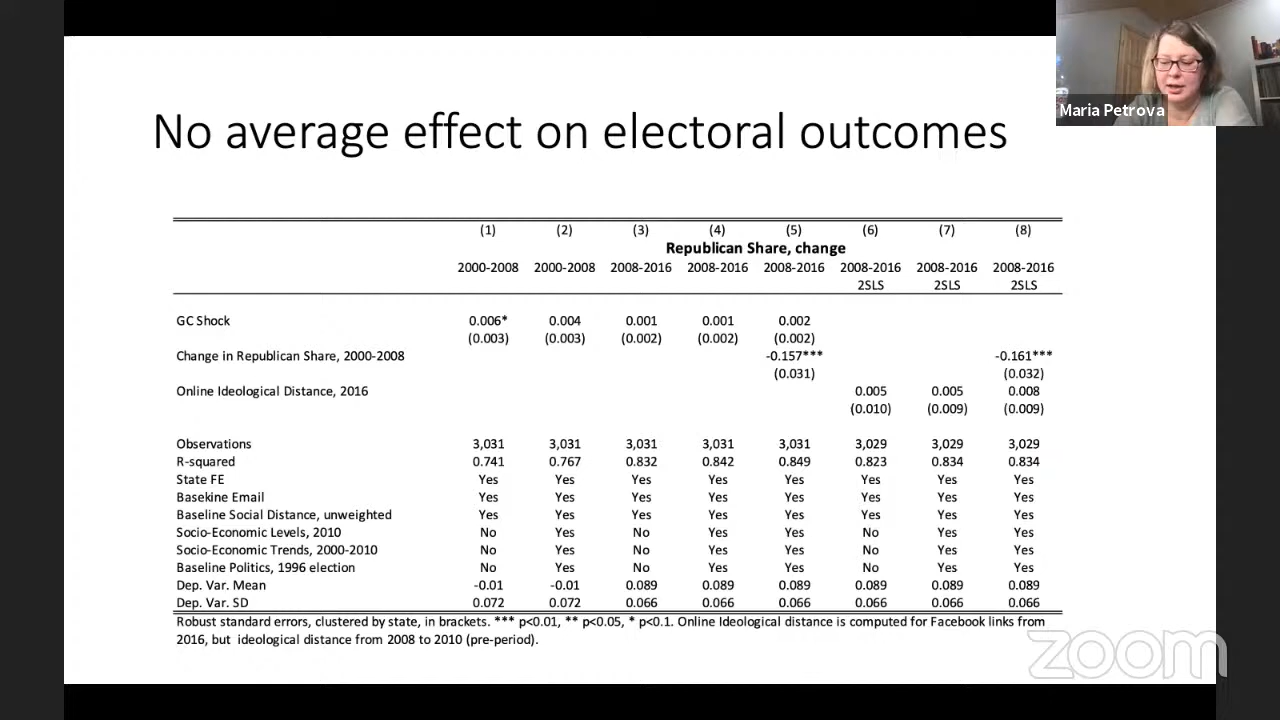 Maria Petrova
No average effect on electoral outcomes
(1) (2) (3) (4) (5) (6) (7) (8)
Republican Share, change
2000-2008 2000-2008 2008-2016 2008-2016 2008-2016 2008-2016 2008-2016 2008-2016
2SLS 2SLS 2SLS
GC Shock 0.006* 0.004 0.001 0.001 0.002
(0.003) (0.003) (0.002) (0.002) (0.002)
Change in Republican Share, 2000-2008 -0.157*** -0.161***
(0.031) (0.032)
Online Ideological Distance, 2016 0.005 0.005 0.008
(0.010) (0.009) (0.009)
Observations 3,031 3,031 3,031 3,031 3,031 3,029 3,029 3,029
R-squared 0.741 0.767 0.832 0.842 0.849 0.823 0.834 0.834
State FE Yes Yes Yes Yes Yes Yes Yes Yes
Basekine Email Yes Yes Yes Yes Yes Yes Yes Yes
Baseline Social Distance, unweighted Yes Yes Yes Yes Yes Yes Yes Yes
Socio-Economic Levels, 2010 No Yes No Yes Yes No Yes Yes
Socio-Economic Trends, 2000-2010 No Yes No Yes Yes No Yes Yes
Baseline Politics, 1996 election No Yes No Yes Yes No Yes Yes
Dep. Var. Mean -0.01 -0.01 0.089 0.089 0.089 0.089 0.089 0.089
Dep. Var. SD 0.072 0.072 0.066 0.066 0.066 0.066 0.066 0.066
Robust standard errors, clustered by state, in brackets. *** p<0.01, ** p<0.05, * p<0.1. Online Ideological distance is computed for Facebook links from
2016, but ideological distance from 2008 to 2010 (pre-period).
zoom